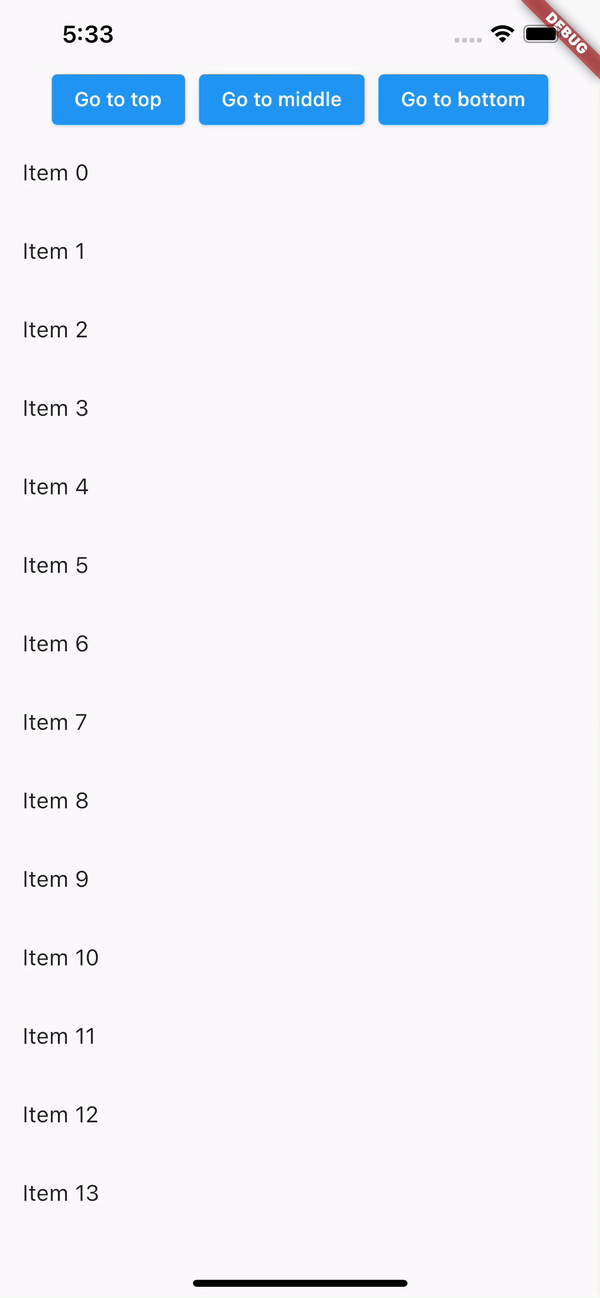 5:33
DEBUG
Go to top Go to middle Go to bottom
Item 0
Item 1
Item 2
Item 3
Item 4
Item 5
Item 6
Item 7
Item 8
Item 9
Item 10
Item 11
Item 12
Item 13